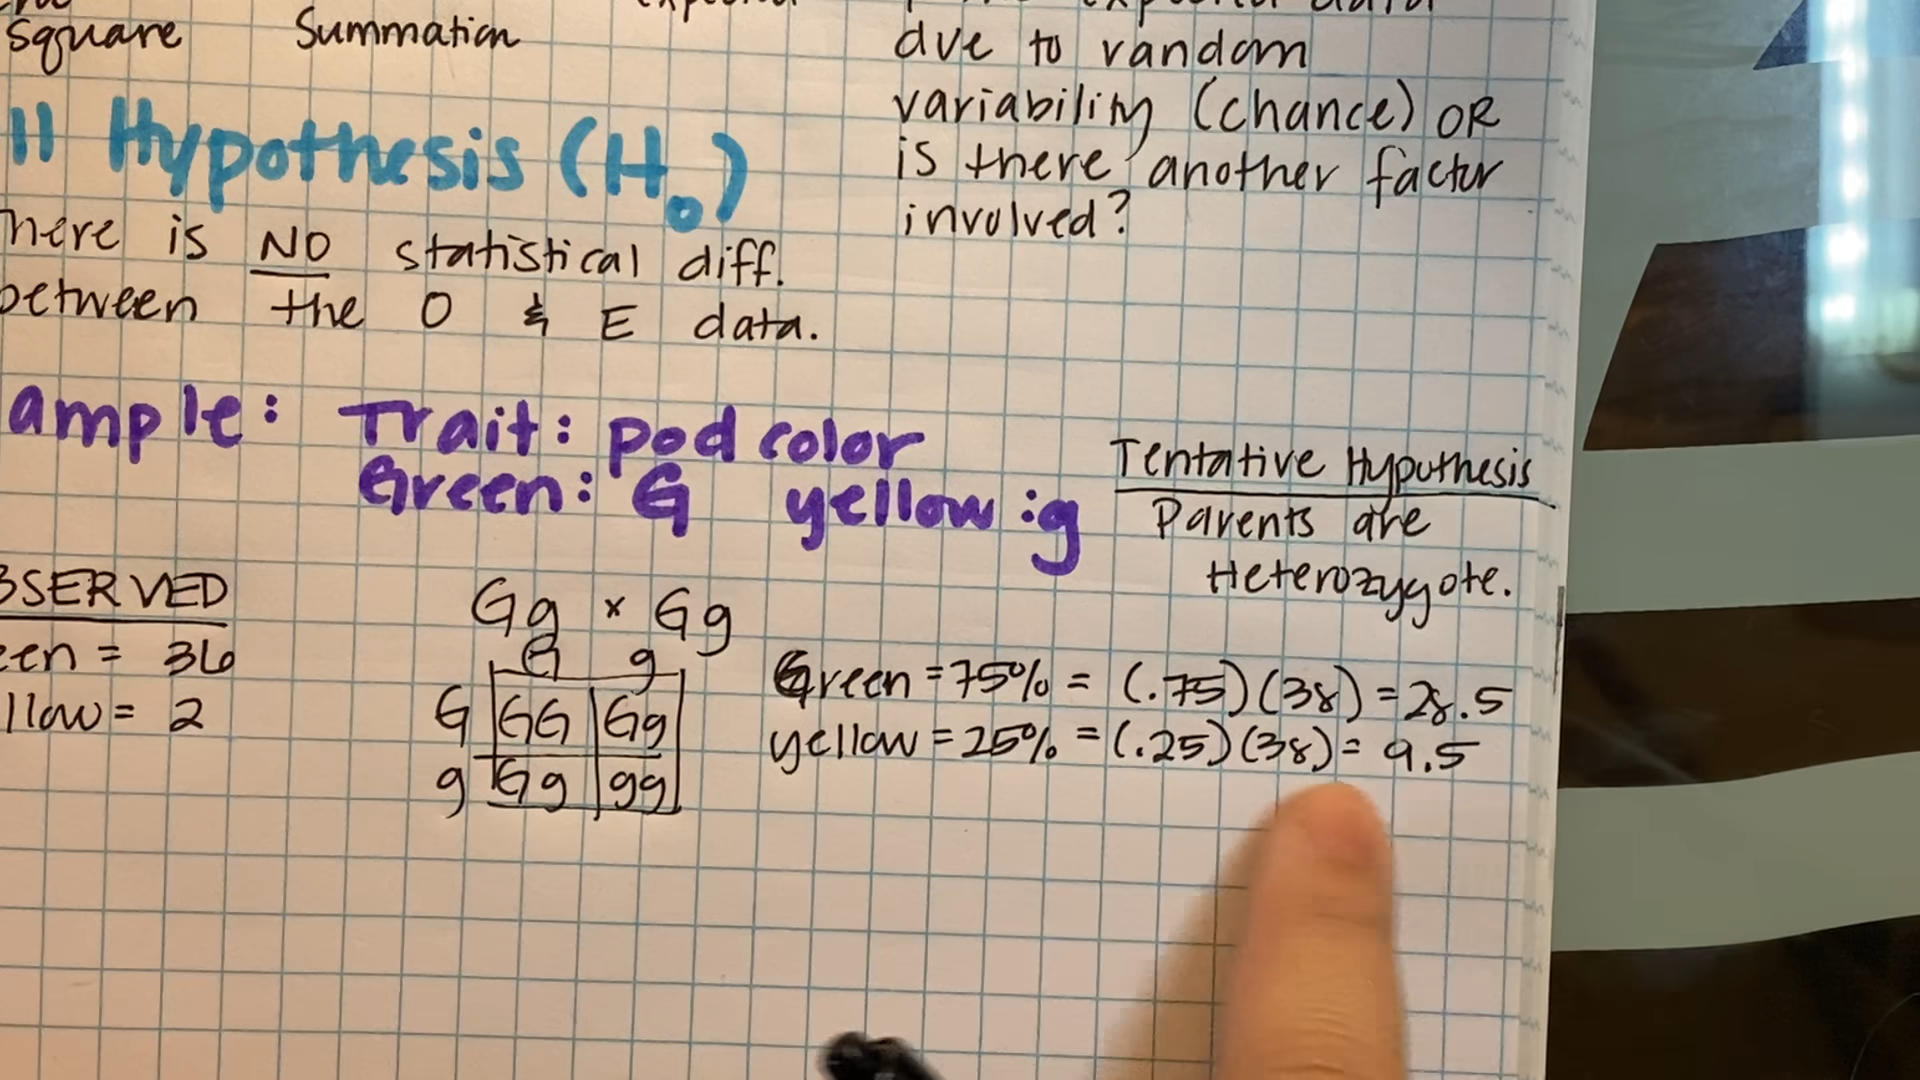 Square Summation
due to random
variability (chance) OR
is there another factor
involved?
ll Hypothesis (H₀)
here is NO statistical diff.
between the O & E data.
ample: Trait: pod color
Green: G yellow :g
Tentative Hypothesis
Parents are
Heterozygote.
BSERVED
een = 36
llow = 2
Gg × Gg
G g
G GG Gg
g Gg gg
Green = 75% = (.75)(38) = 28.5
yellow = 25% = (.25)(38) = 9.5